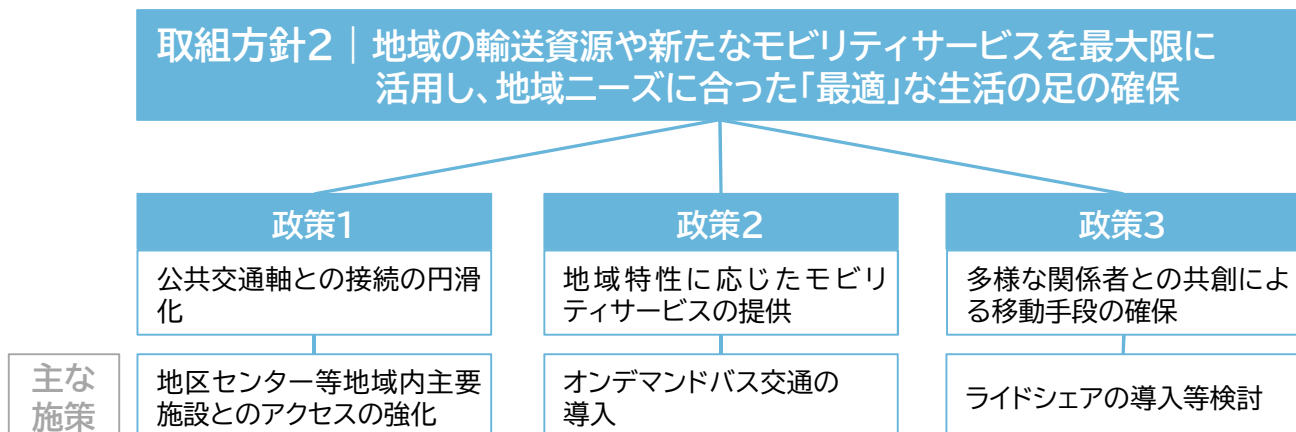 取組方針2｜地域の輸送資源や新たなモビリティサービスを最大限に
活用し、地域ニーズに合った「最適」な生活の足の確保
政策1
公共交通軸との接続の円滑
化
政策2
地域特性に応じたモビリ
ティサービスの提供
政策3
多様な関係者との共創によ
る移動手段の確保
主な
施策
地区センター等地域内主要
施設とのアクセスの強化
オンデマンドバス交通の
導入
ライドシェアの導入等検討